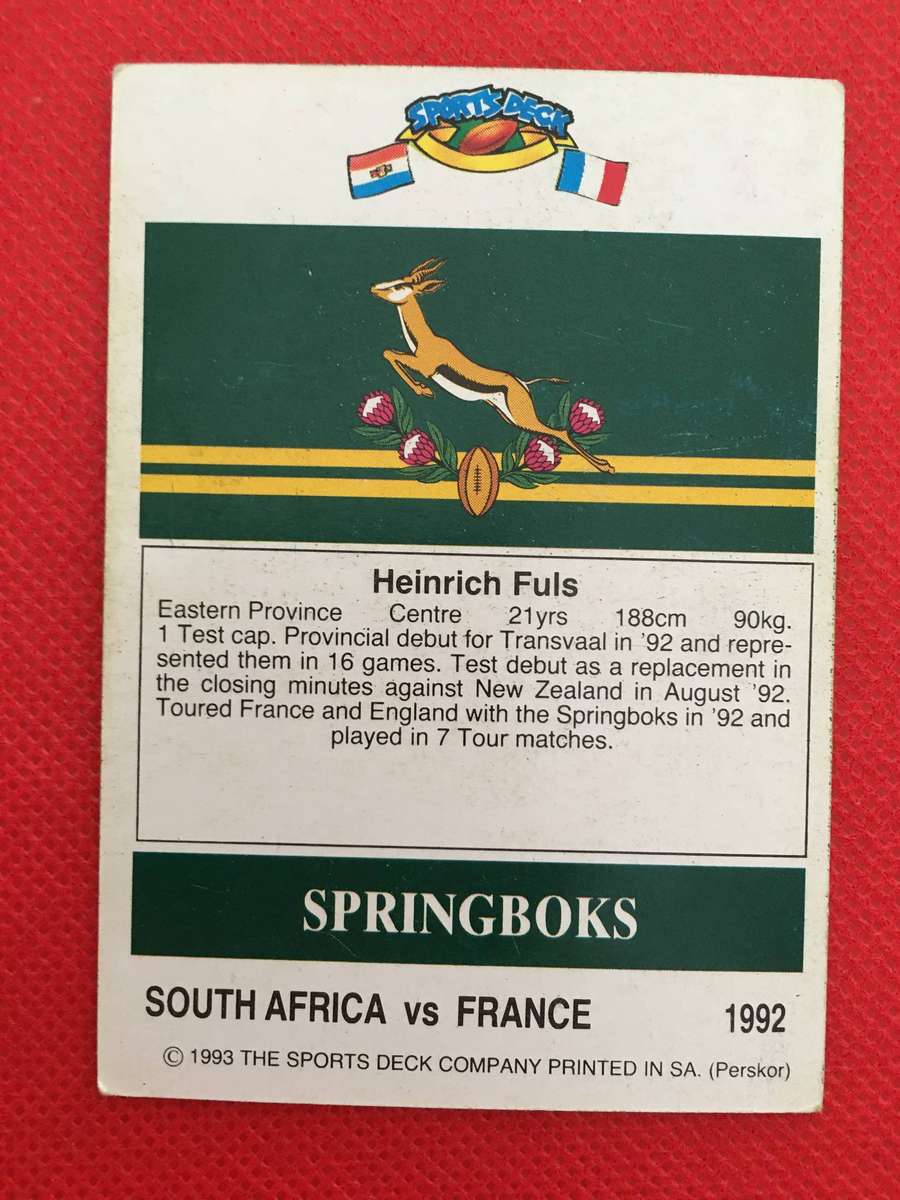 SPORTS DECK
Heinrich Fuls
Eastern Province Centre 21yrs 188cm 90kg.
1 Test cap. Provincial debut for Transvaal in '92 and repre-
sented them in 16 games. Test debut as a replacement in
the closing minutes against New Zealand in August '92.
Toured France and England with the Springboks in '92 and
played in 7 Tour matches.
SPRINGBOKS
SOUTH AFRICA vs FRANCE 1992
© 1993 THE SPORTS DECK COMPANY PRINTED IN SA. (Perskor)